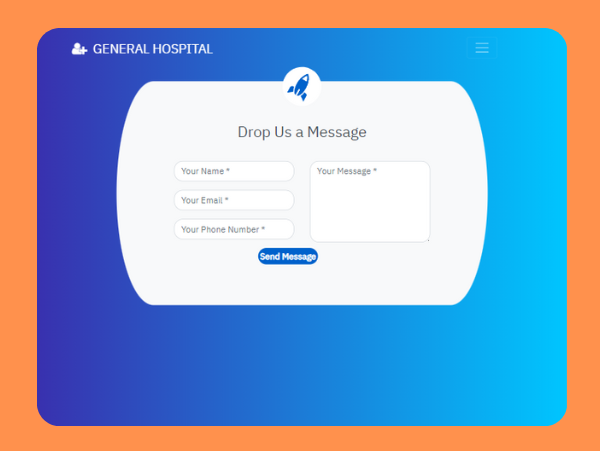 GENERAL HOSPITAL
Drop Us a Message
Your Name *
Your Email *
Your Phone Number *
Your Message *
Send Message